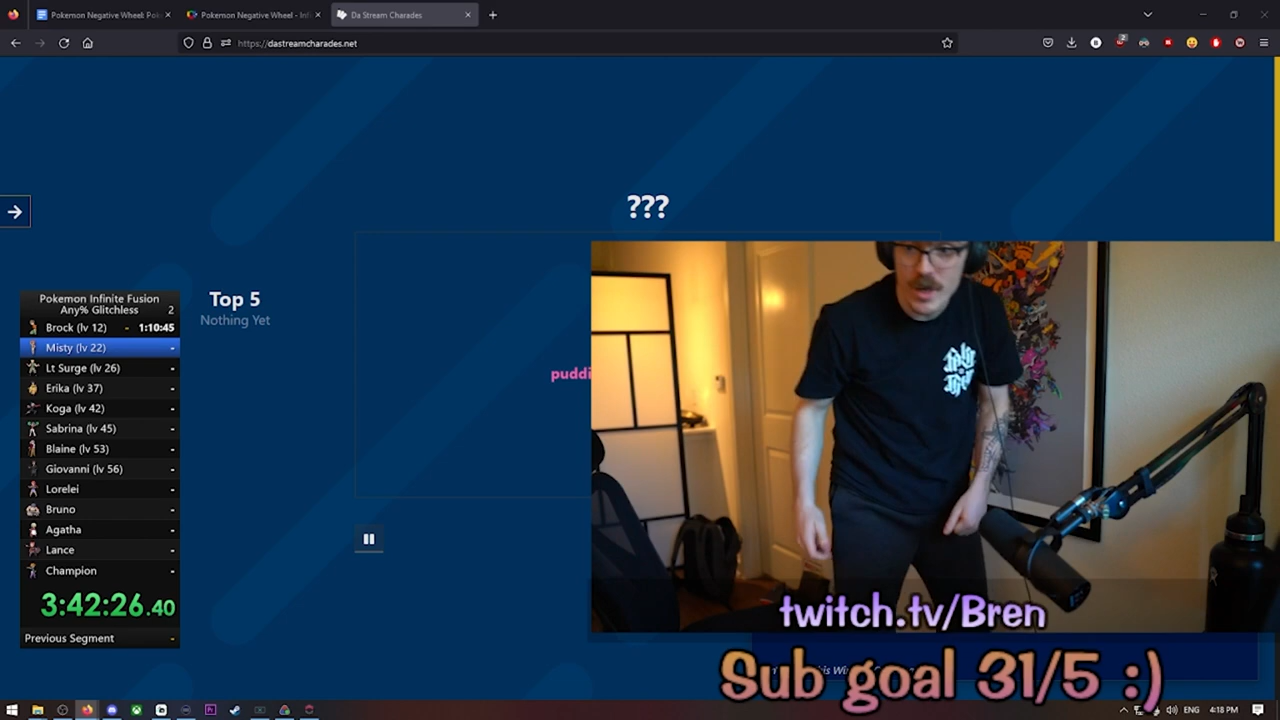 Pokemon Negative Wheel: Pok
Pokemon Negative Wheel - Infi
Da Stream Charades
https://dastreamcharades.net
2
???
Top 5
Nothing Yet
puddi
Pokemon Infinite Fusion
Any% Glitchless 2
Brock (lv 12) - 1:10:45
Misty (lv 22) -
Lt Surge (lv 26) -
Erika (lv 37) -
Koga (lv 42) -
Sabrina (lv 45) -
Blaine (lv 53) -
Giovanni (lv 56) -
Lorelei -
Bruno -
Agatha -
Lance -
Champion -
3:42:26.40
Previous Segment -
twitch.tv/Bren
Sub goal 31/5 :)
ENG 4:18 PM